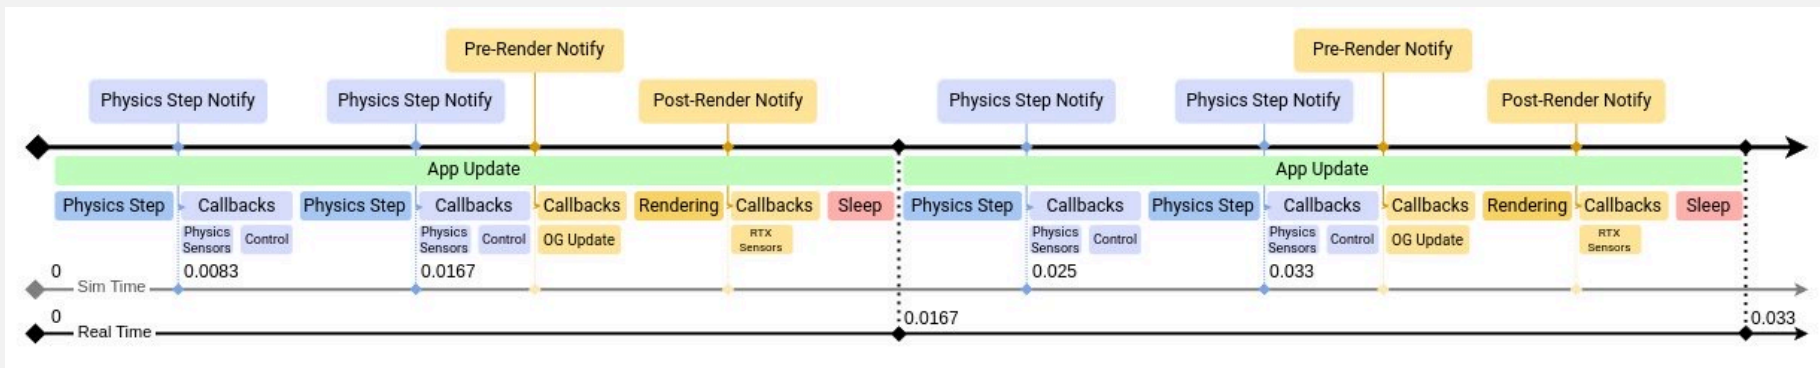 Pre-Render Notify
Pre-Render Notify
Physics Step Notify
Physics Step Notify
Post-Render Notify
Physics Step Notify
Physics Step Notify
Post-Render Notify
App Update
App Update
Physics Step
Callbacks
Physics Step
Callbacks
Callbacks
Rendering
Callbacks
Sleep
Physics Step
Callbacks
Physics Step
Callbacks
Callbacks
Rendering
Callbacks
Sleep
Physics
Sensors
Control
Physics
Sensors
Control
OG Update
RTX
Sensors
Physics
Sensors
Control
Physics
Sensors
Control
OG Update
RTX
Sensors
0
0.0083
0.0167
0.025
0.033
Sim Time
0
0.0167
0.033
Real Time